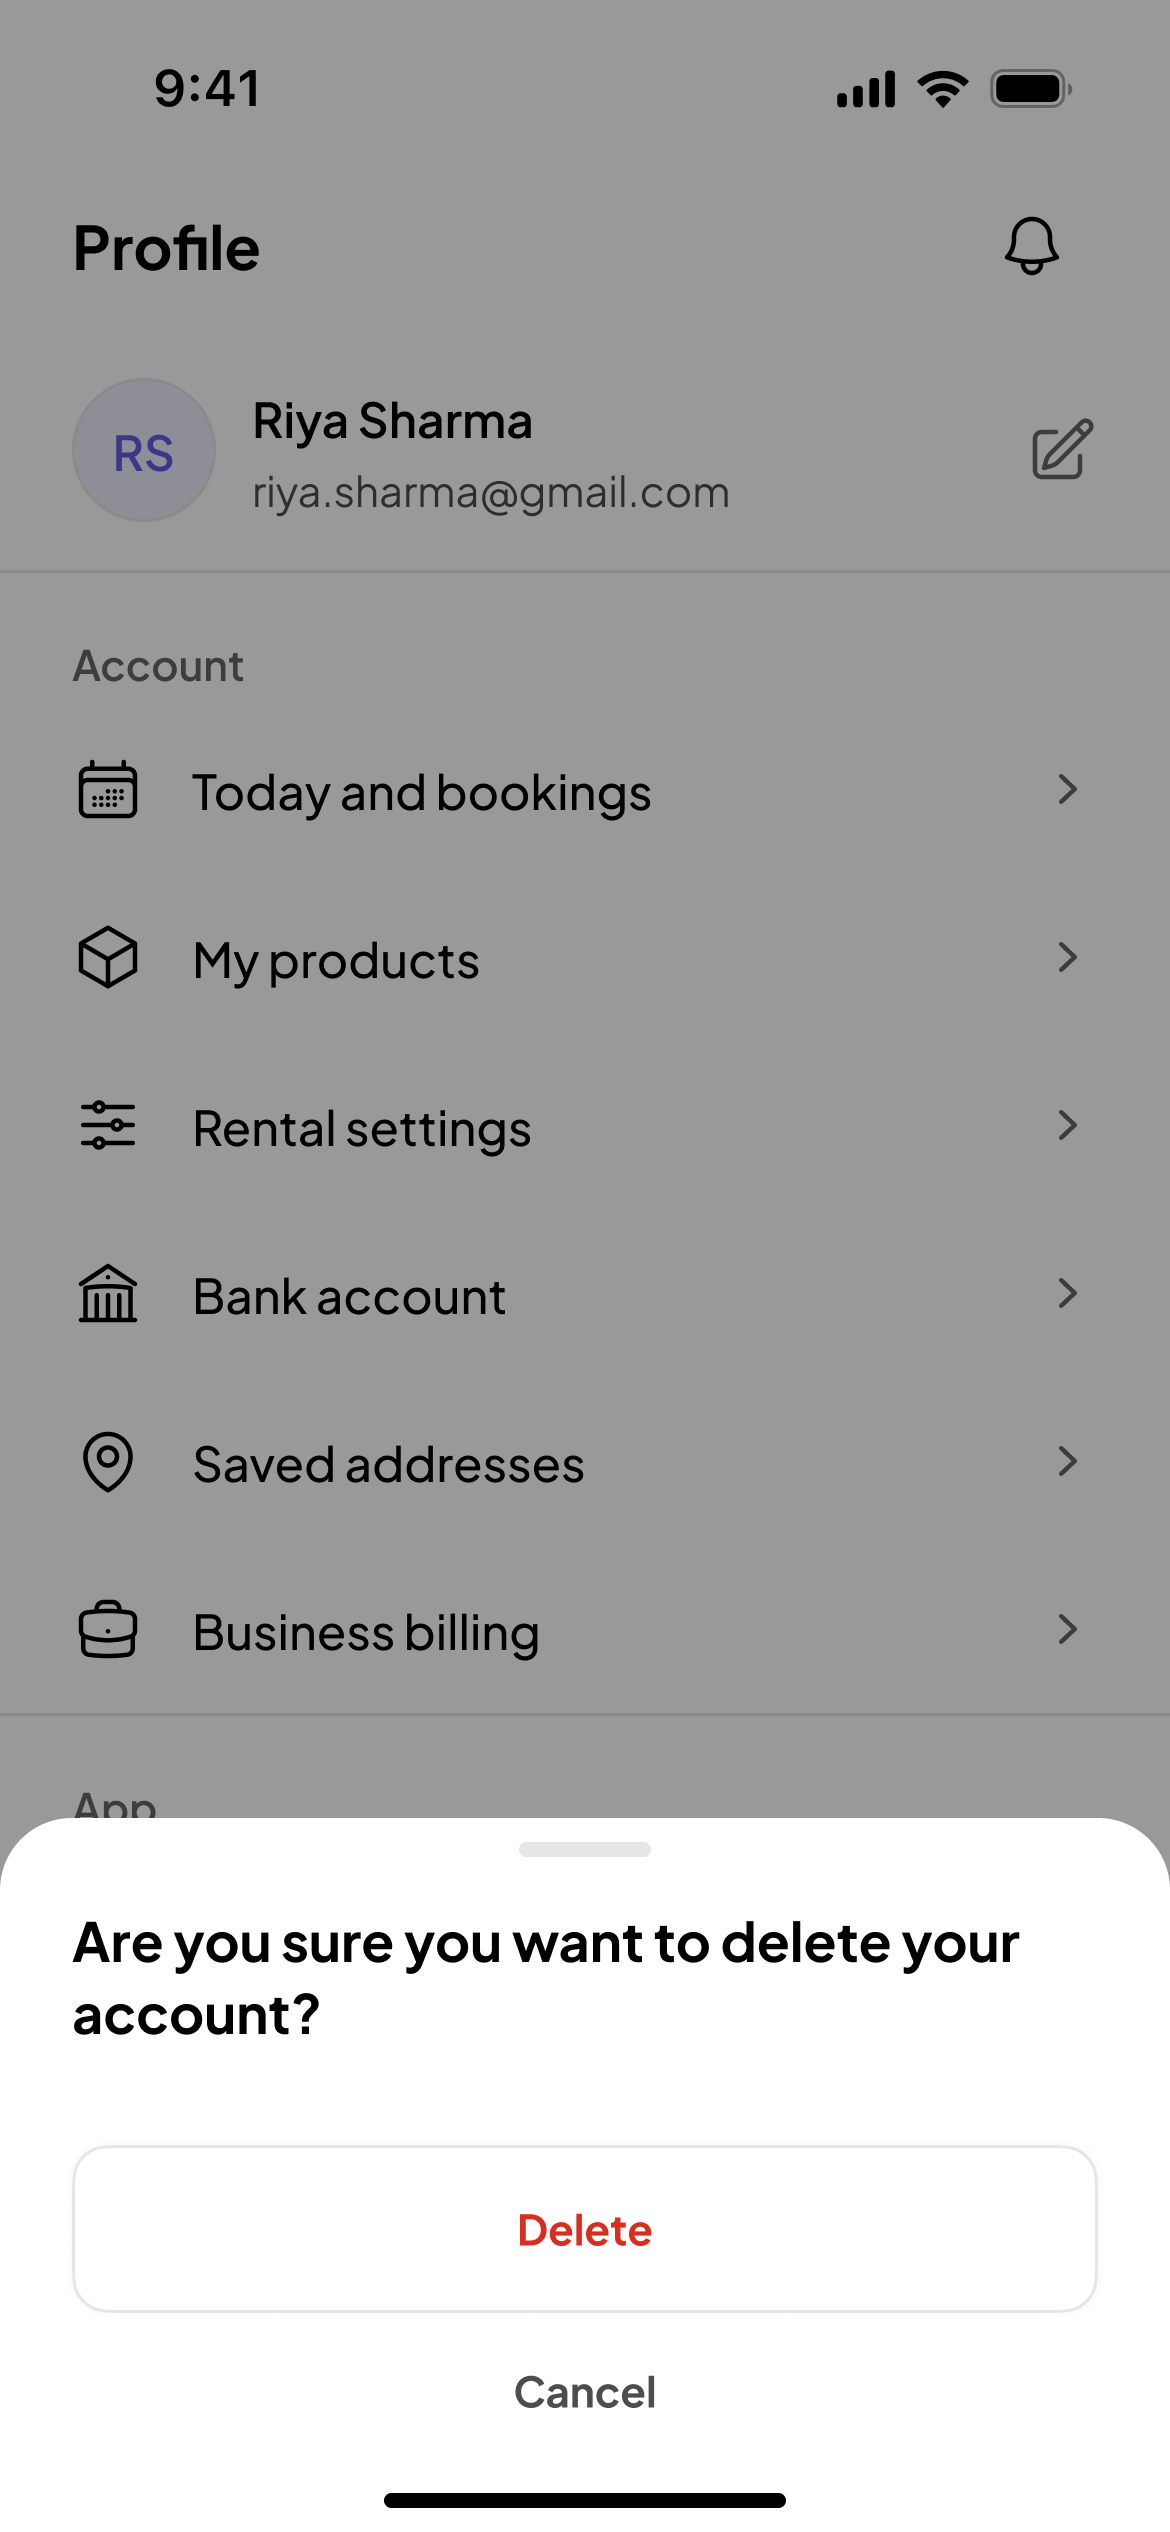 9:41
Profile
RS
Riya Sharma
riya.sharma@gmail.com
Account
Today and bookings
My products
Rental settings
Bank account
Saved addresses
Business billing
App
Are you sure you want to delete your
account?
Delete
Cancel